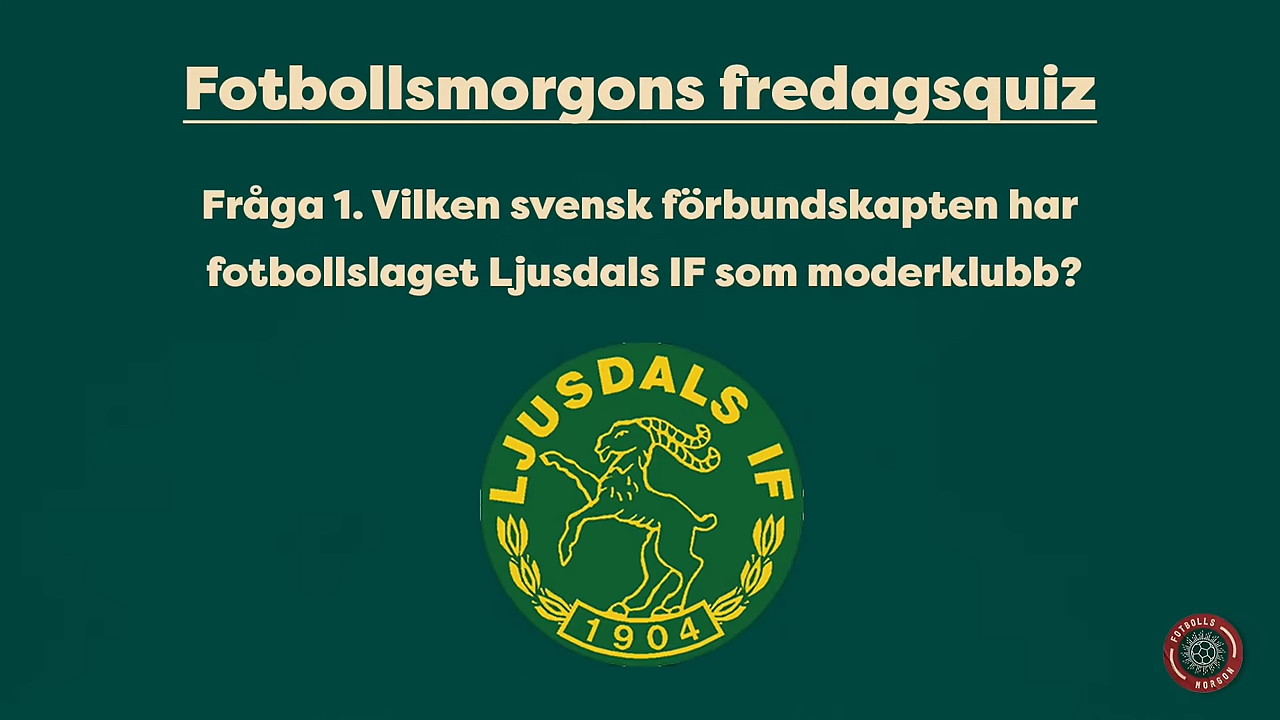 Fotbollsmorgons fredagsquiz
Fråga 1. Vilken svensk förbundskapten har
fotbollslaget Ljusdals IF som moderklubb?
LJUSDALS IF
1904
FOTBOLLS
MORGON